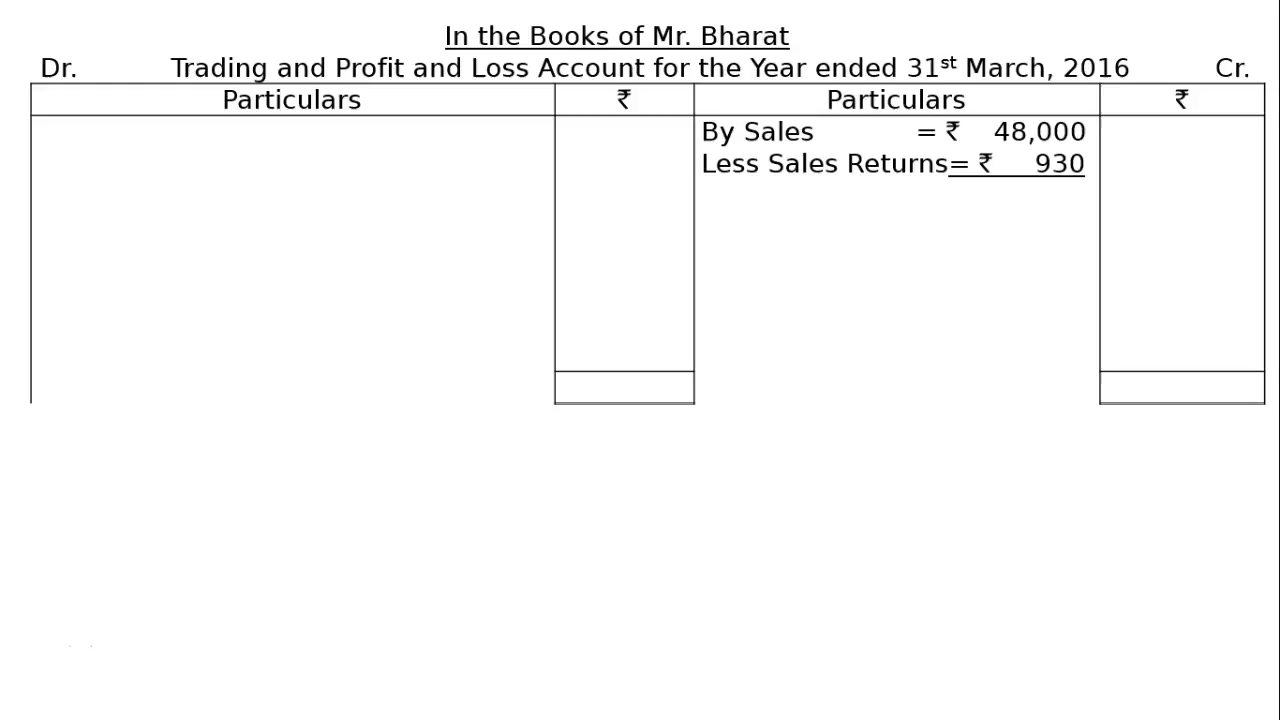 In the Books of Mr. Bharat
Dr. Trading and Profit and Loss Account for the Year ended 31st March, 2016 Cr.
Particulars ₹ Particulars ₹
By Sales = ₹ 48,000
Less Sales Returns= ₹ 930